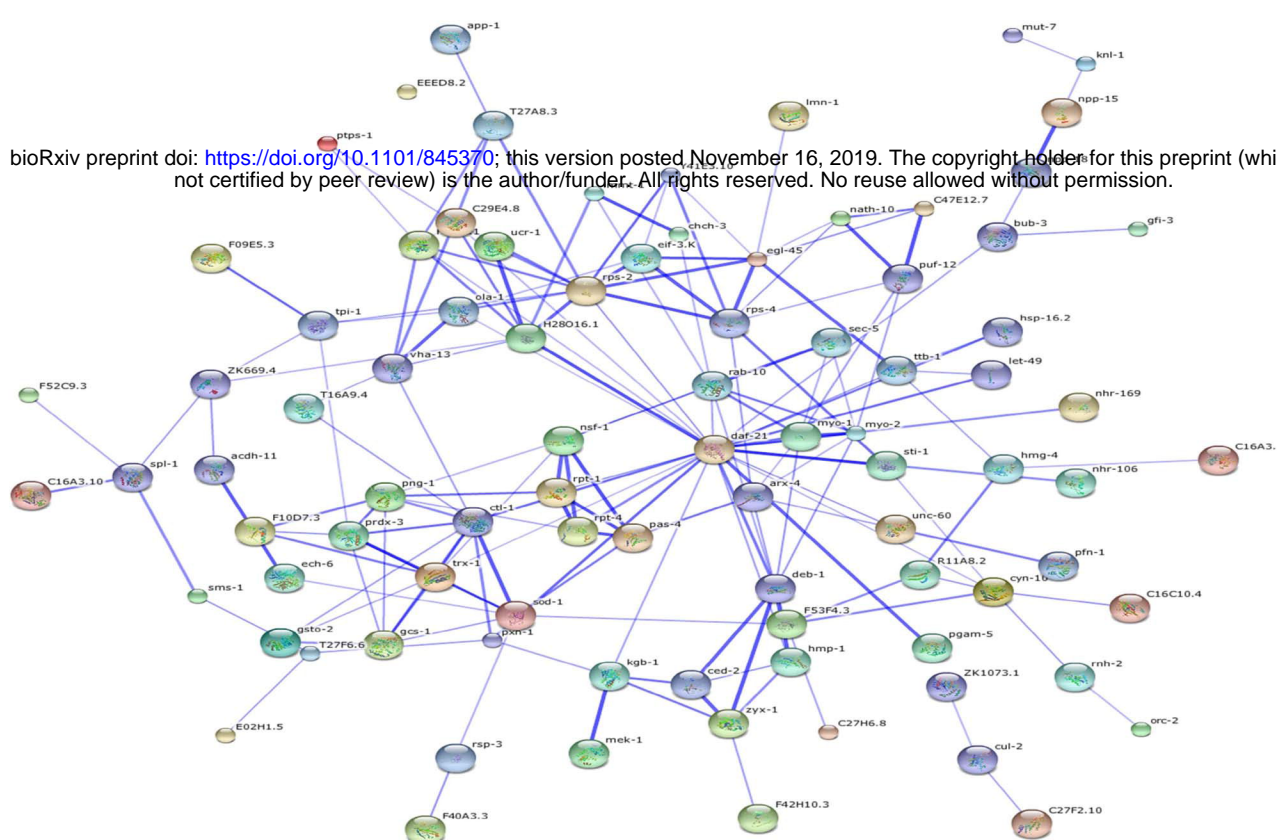 app-1
mut-7
knl-1
EEED8.2
npp-15
lmn-1
T27A8.3
ptps-1
bioRxiv preprint doi: https://doi.org/10.1101/845370; this version posted November 16, 2019. The copyright holder for this preprint (whi
not certified by peer review) is the author/funder. All rights reserved. No reuse allowed without permission.
C47E12.7
nath-10
C29E4.8
gfi-3
bub-3
chch-3
ucr-1
F09E5.3
eif-3.K
egl-45
puf-12
rps-2
ola-1
rps-4
tpi-1
hsp-16.2
H28O16.1
sec-5
vha-13
ttb-1
let-49
ZK669.4
rab-10
F52C9.3
T16A9.4
nhr-169
nsf-1
daf-21
myo-1
myo-2
C16A3.
sti-1
hmg-4
acdh-11
spl-1
nhr-106
C16A3.10
png-1
rpt-1
arx-4
F10D7.3
prdx-3
ctl-1
rpt-4
pas-4
unc-60
pfn-1
ech-6
trx-1
R11A8.2
deb-1
sms-1
sod-1
F53F4.3
C16C10.4
gsto-2
T27F6.6
gcs-1
pxn-1
pgam-5
hmp-1
kgb-1
ced-2
rnh-2
ZK1073.1
zyx-1
E02H1.5
C27H6.8
orc-2
mek-1
rsp-3
cul-2
F42H10.3
C27F2.10
F40A3.3